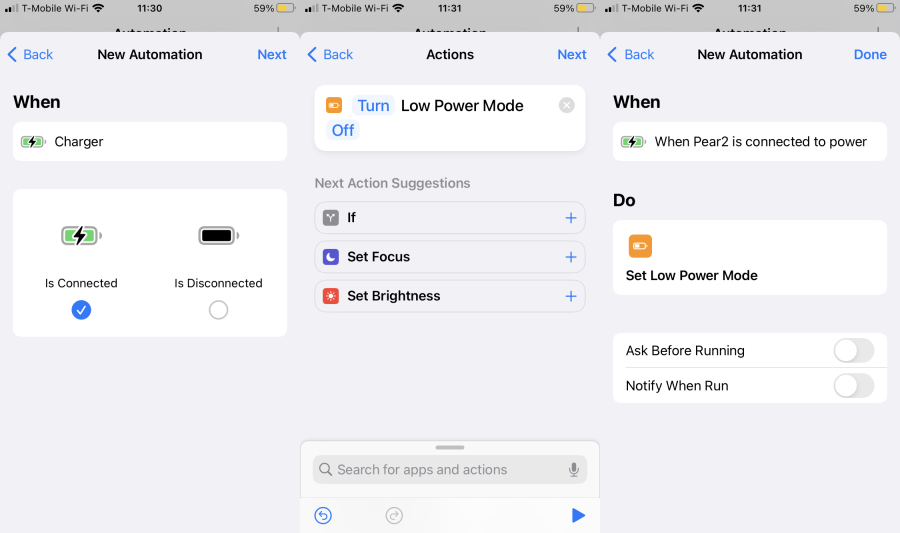 T-Mobile Wi-Fi 11:30 59%
Back New Automation Next
When
Charger
Is Connected Is Disconnected
T-Mobile Wi-Fi 11:31 59%
Back Actions Next
Turn Low Power Mode
Off
Next Action Suggestions
If
Set Focus
Set Brightness
Search for apps and actions
T-Mobile Wi-Fi 11:31 59%
Back New Automation Done
When
When Pear2 is connected to power
Do
Set Low Power Mode
Ask Before Running
Notify When Run